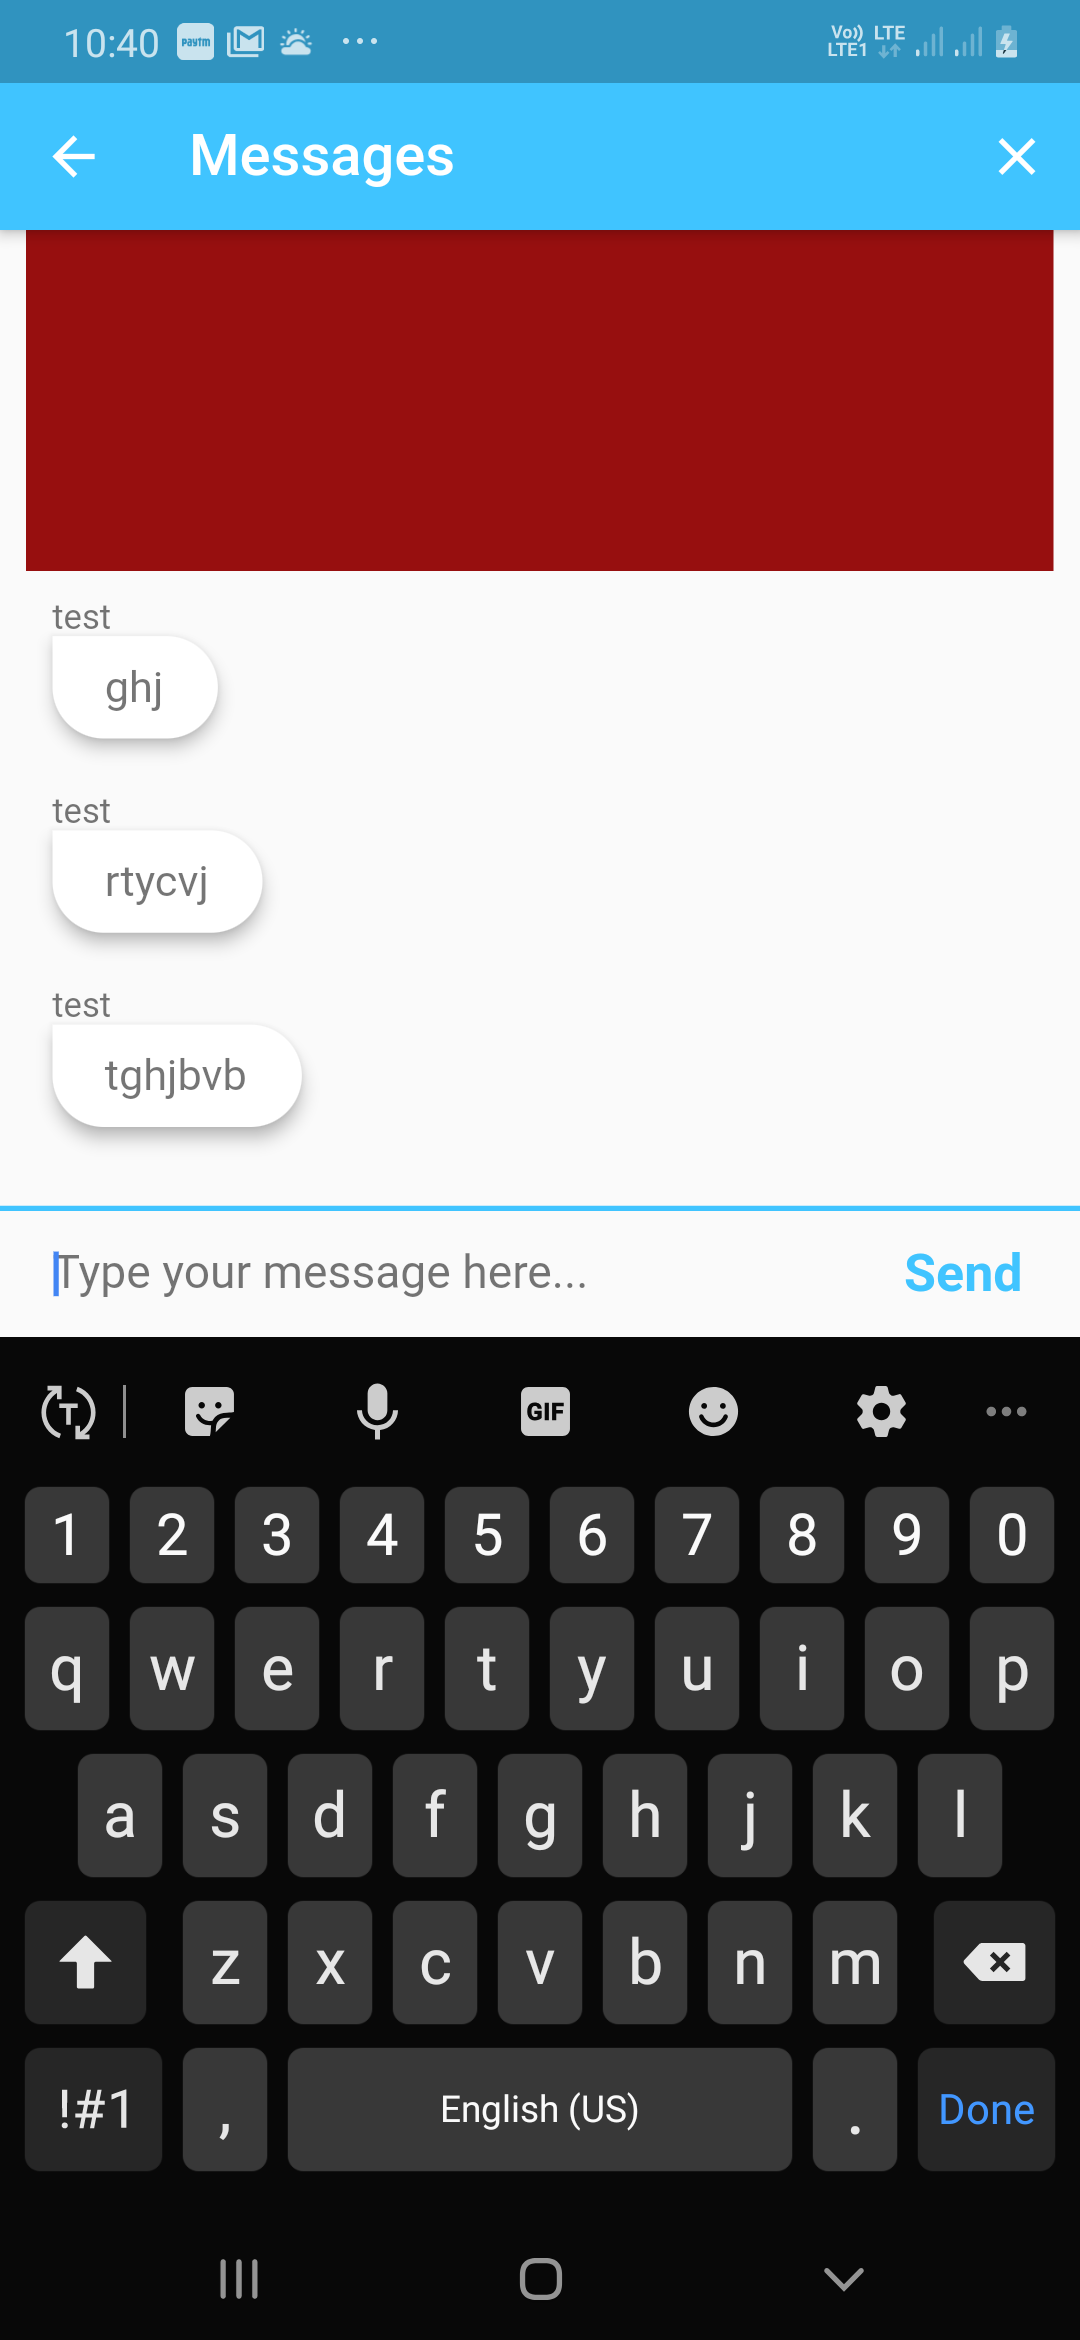 10:40 Paytm Vo)) LTE1 LTE
Messages
test
ghj
test
rtycvj
test
tghjbvb
Type your message here... Send
T GIF
1 2 3 4 5 6 7 8 9 0
q w e r t y u i o p
a s d f g h j k l
z x c v b n m
!#1 , English (US) . Done